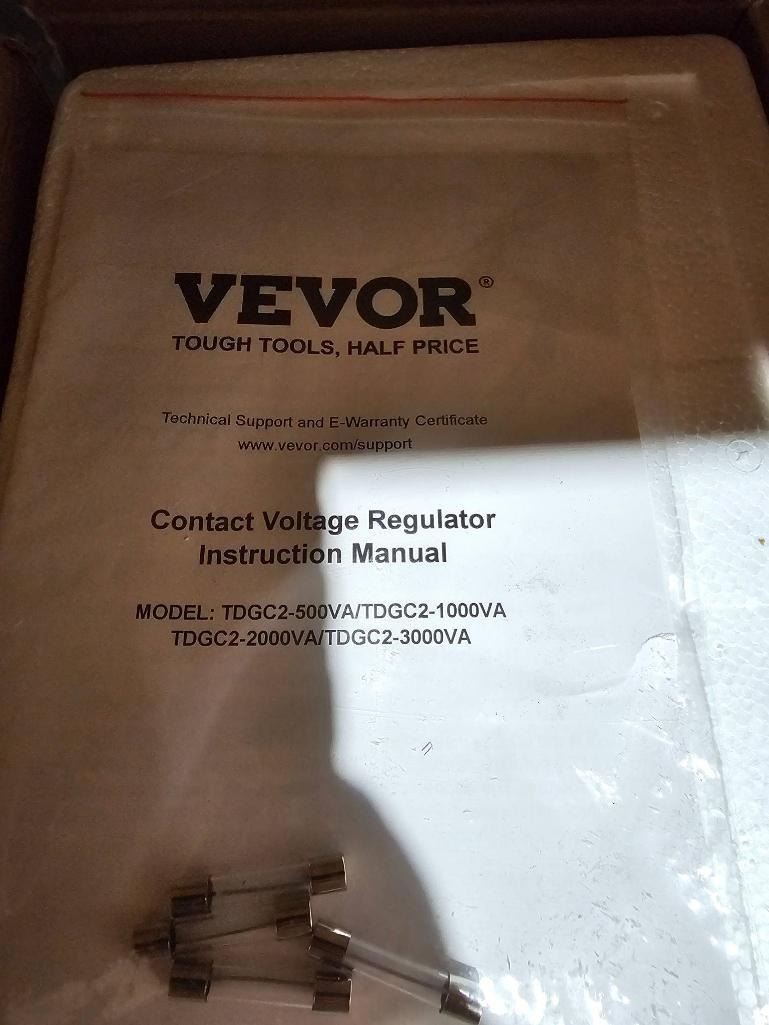 VEVOR®
TOUGH TOOLS, HALF PRICE
Technical Support and E-Warranty Certificate
www.vevor.com/support
Contact Voltage Regulator
Instruction Manual
MODEL: TDGC2-500VA/TDGC2-1000VA
TDGC2-2000VA/TDGC2-3000VA